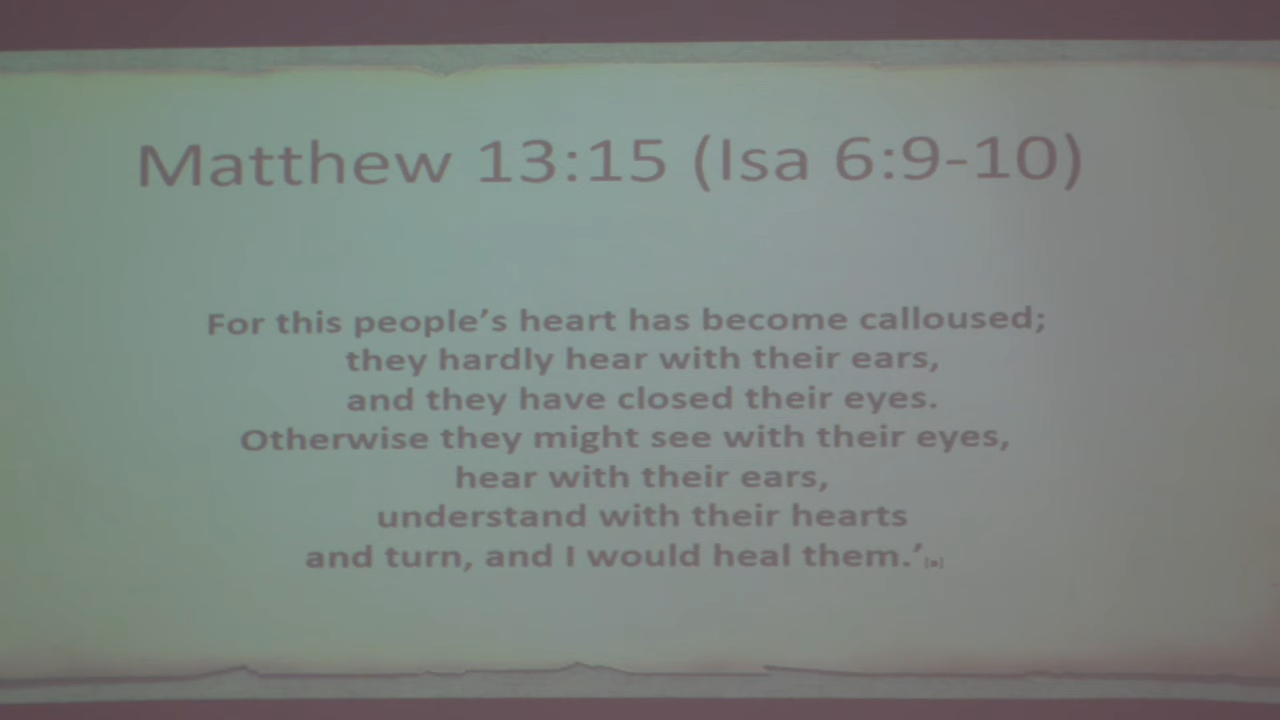 Matthew 13:15 (Isa 6:9-10)
For this people’s heart has become calloused;
they hardly hear with their ears,
and they have closed their eyes.
Otherwise they might see with their eyes,
hear with their ears,
understand with their hearts
and turn, and I would heal them.’[a]